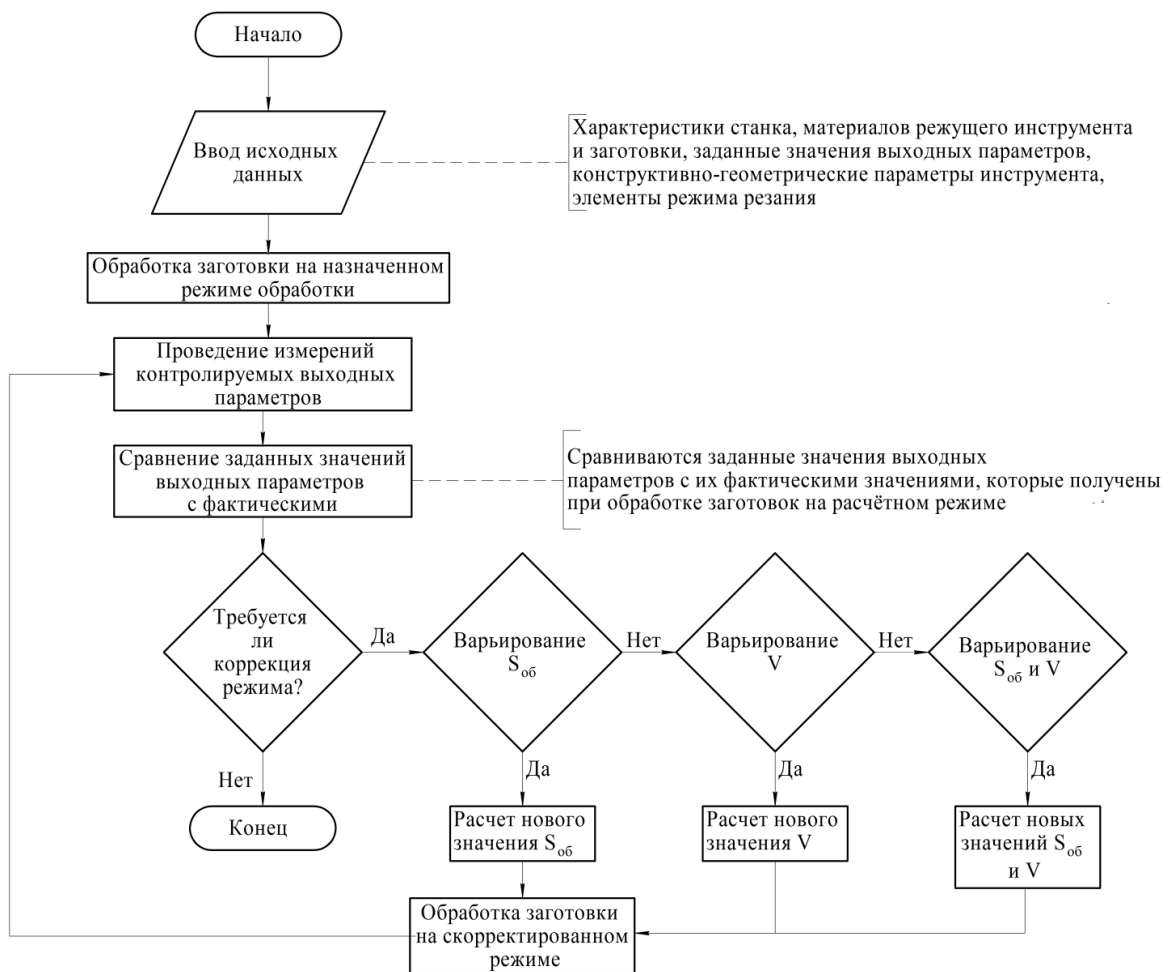 Начало
Ввод исходных
данных
Характеристики станка, материалов режущего инструмента
и заготовки, заданные значения выходных параметров,
конструктивно-геометрические параметры инструмента,
элементы режима резания
Обработка заготовки на назначенном
режиме обработки
Проведение измерений
контролируемых выходных
параметров
Сравнение заданных значений
выходных параметров
с фактическими
Сравниваются заданные значения выходных
параметров с их фактическими значениями, которые получены
при обработке заготовок на расчётном режиме
Требуется
ли
коррекция
режима?
Да
Варьирование
Sоб
Нет
Варьирование
V
Нет
Варьирование
Sоб и V
Нет
Да
Да
Да
Конец
Расчет нового
значения Sоб
Расчет нового
значения V
Расчет новых
значений Sоб
и V
Обработка заготовки
на скорректированном
режиме